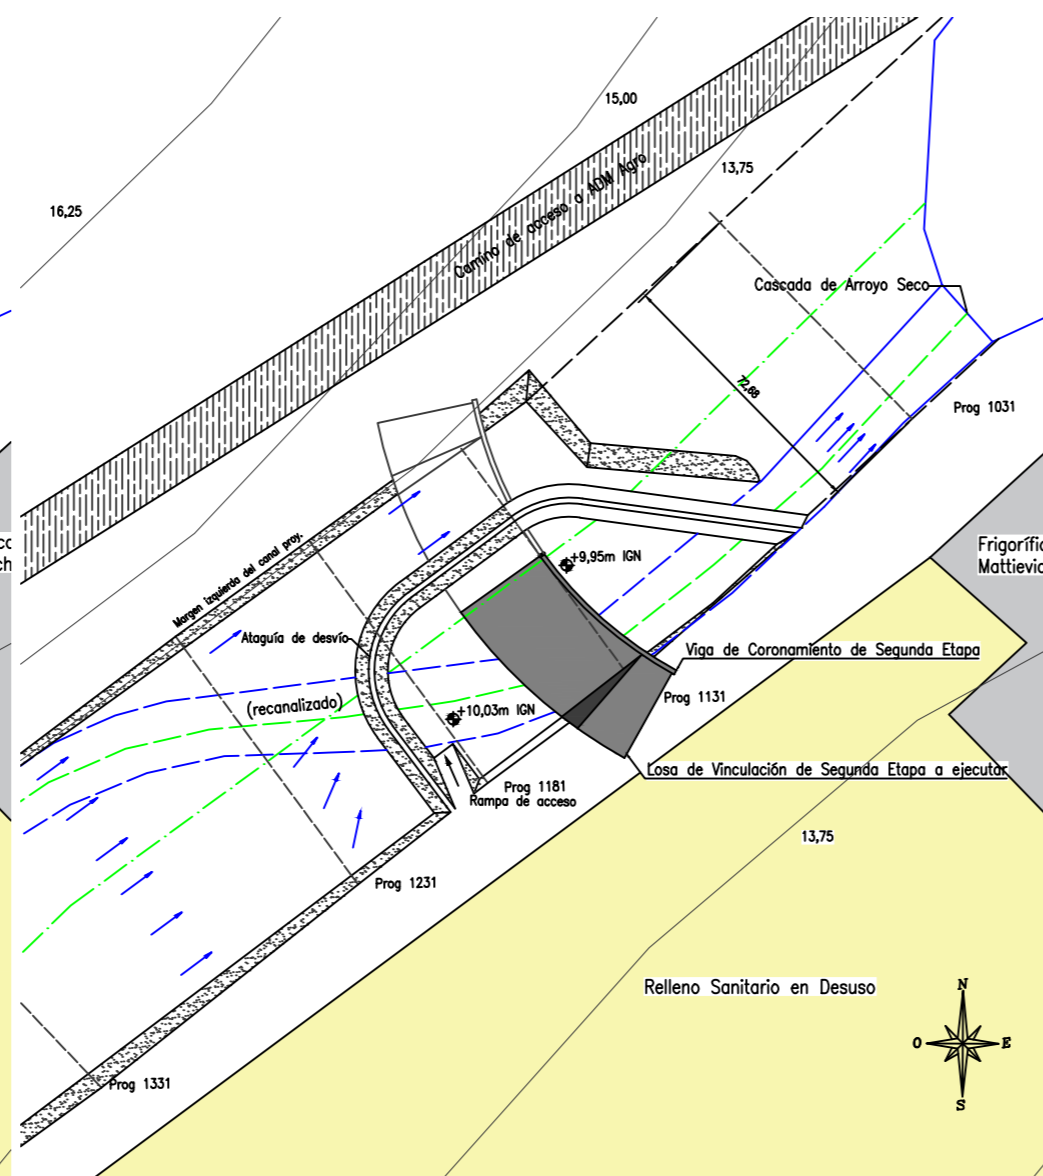 15,00
13,75
16,25
Camino de acceso a ADM Agro
Cascada de Arroyo Seco
72,68
Prog 1031
Margen izquierda del canal proy.
+9,95m IGN
Frigorífic
Mattievic
Ataguía de desvío
Viga de Coronamiento de Segunda Etapa
(recanalizado)
Prog 1131
+10,03m IGN
Losa de Vinculación de Segunda Etapa a ejecutar
Prog 1181
Rampa de acceso
13,75
Prog 1231
Relleno Sanitario en Desuso
N
O
E
S
Prog 1331